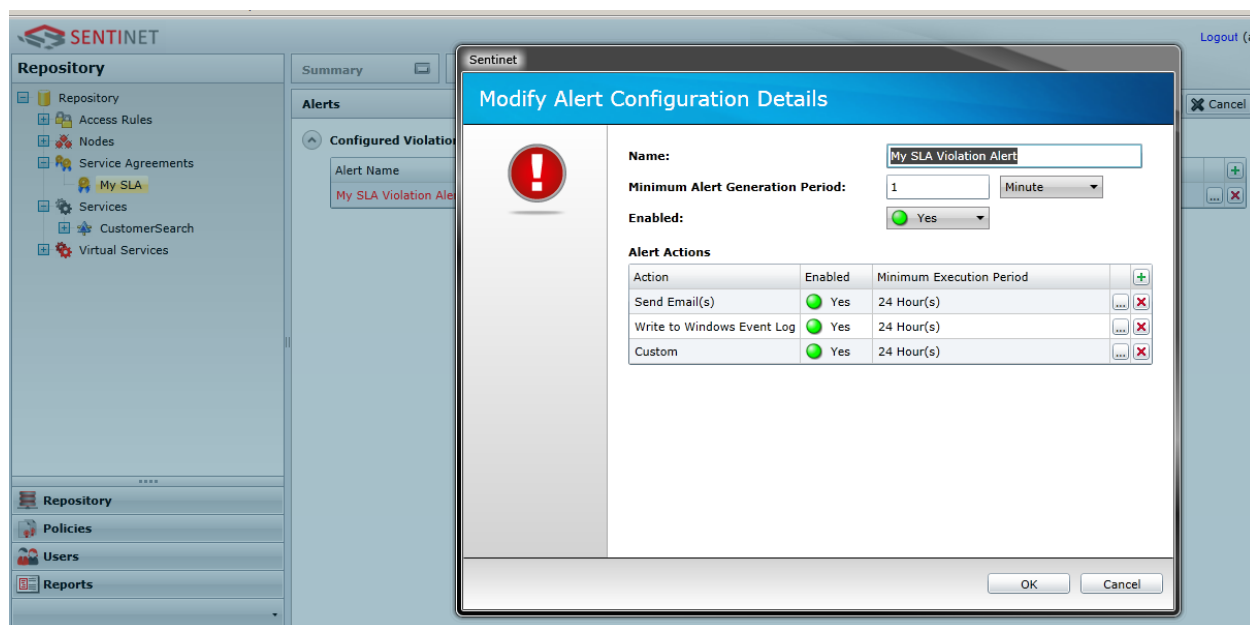 SENTINET
Logout (a
Repository
Repository
Access Rules
Nodes
Service Agreements
My SLA
Services
CustomerSearch
Virtual Services
Repository
Policies
Users
Reports
Summary
Alerts
Cancel
Configured Violation
Alert Name
My SLA Violation Aler
Sentinet
Modify Alert Configuration Details
Name: My SLA Violation Alert
Minimum Alert Generation Period: 1 Minute
Enabled: Yes
Alert Actions
Action Enabled Minimum Execution Period
Send Email(s) Yes 24 Hour(s)
Write to Windows Event Log Yes 24 Hour(s)
Custom Yes 24 Hour(s)
OK Cancel